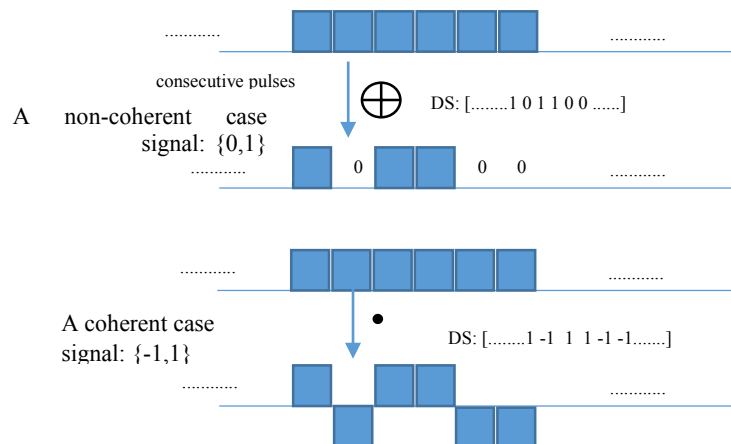 ............ ...........
consecutive pulses
DS: [........1 0 1 1 0 0 ......]
A non-coherent case
signal: {0,1}
............ 0 0 0 ...........
............ ...........
A coherent case
signal: {-1,1}
DS: [........1 -1 1 1 -1 -1.......]
............ ...........